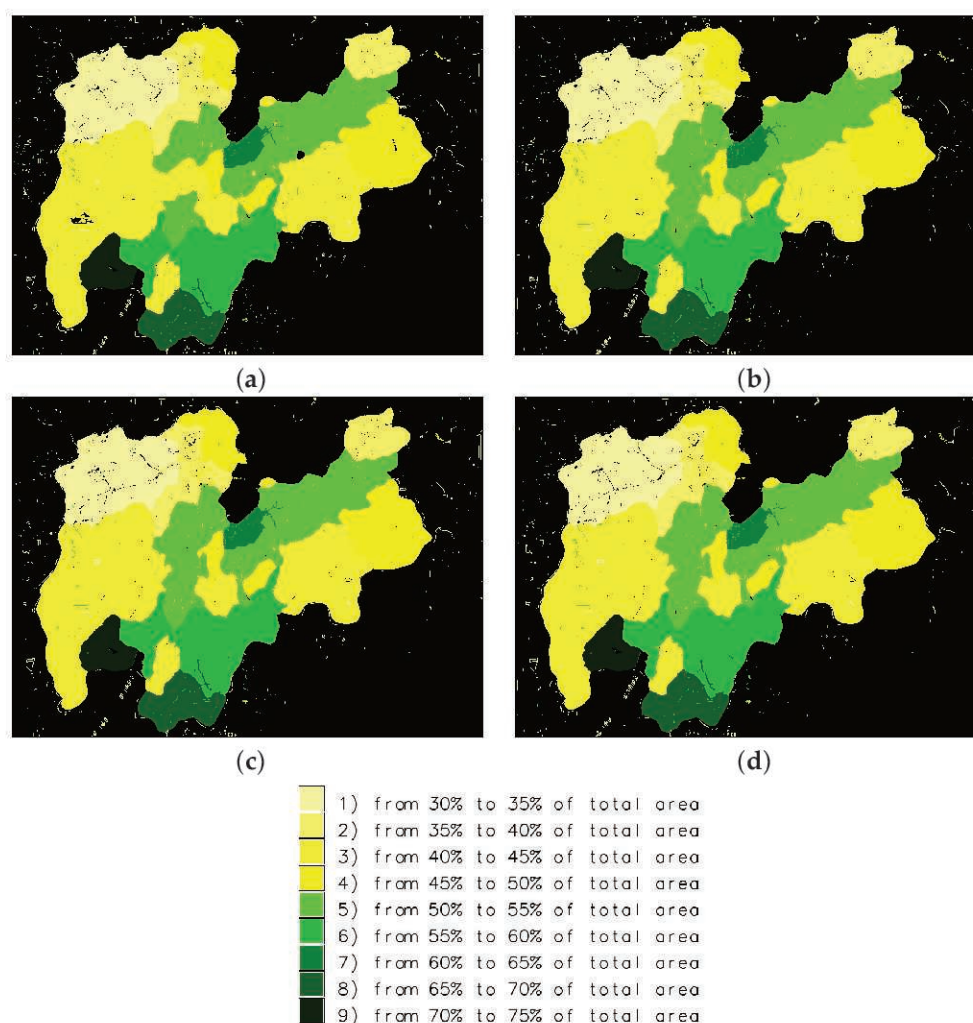 (a)
(b)
(c)
(d)
1) from 30% to 35% of total area
2) from 35% to 40% of total area
3) from 40% to 45% of total area
4) from 45% to 50% of total area
5) from 50% to 55% of total area
6) from 55% to 60% of total area
7) from 60% to 65% of total area
8) from 65% to 70% of total area
9) from 70% to 75% of total area